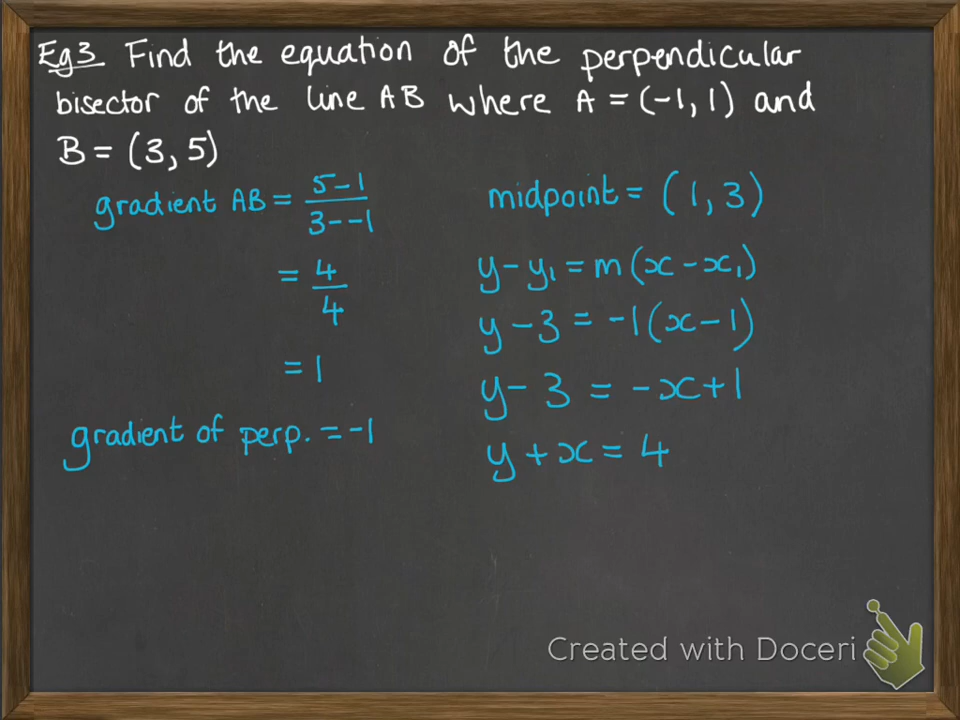 Eg3 Find the equation of the perpendicular
bisector of the line AB where A = (-1, 1) and
B = (3, 5)
gradient AB = 5-1 / 3--1
= 4 / 4
= 1
gradient of perp. = -1
midpoint = (1, 3)
y - y₁ = m(x - x₁)
y - 3 = -1(x - 1)
y - 3 = -x + 1
y + x = 4
Created with Doceri